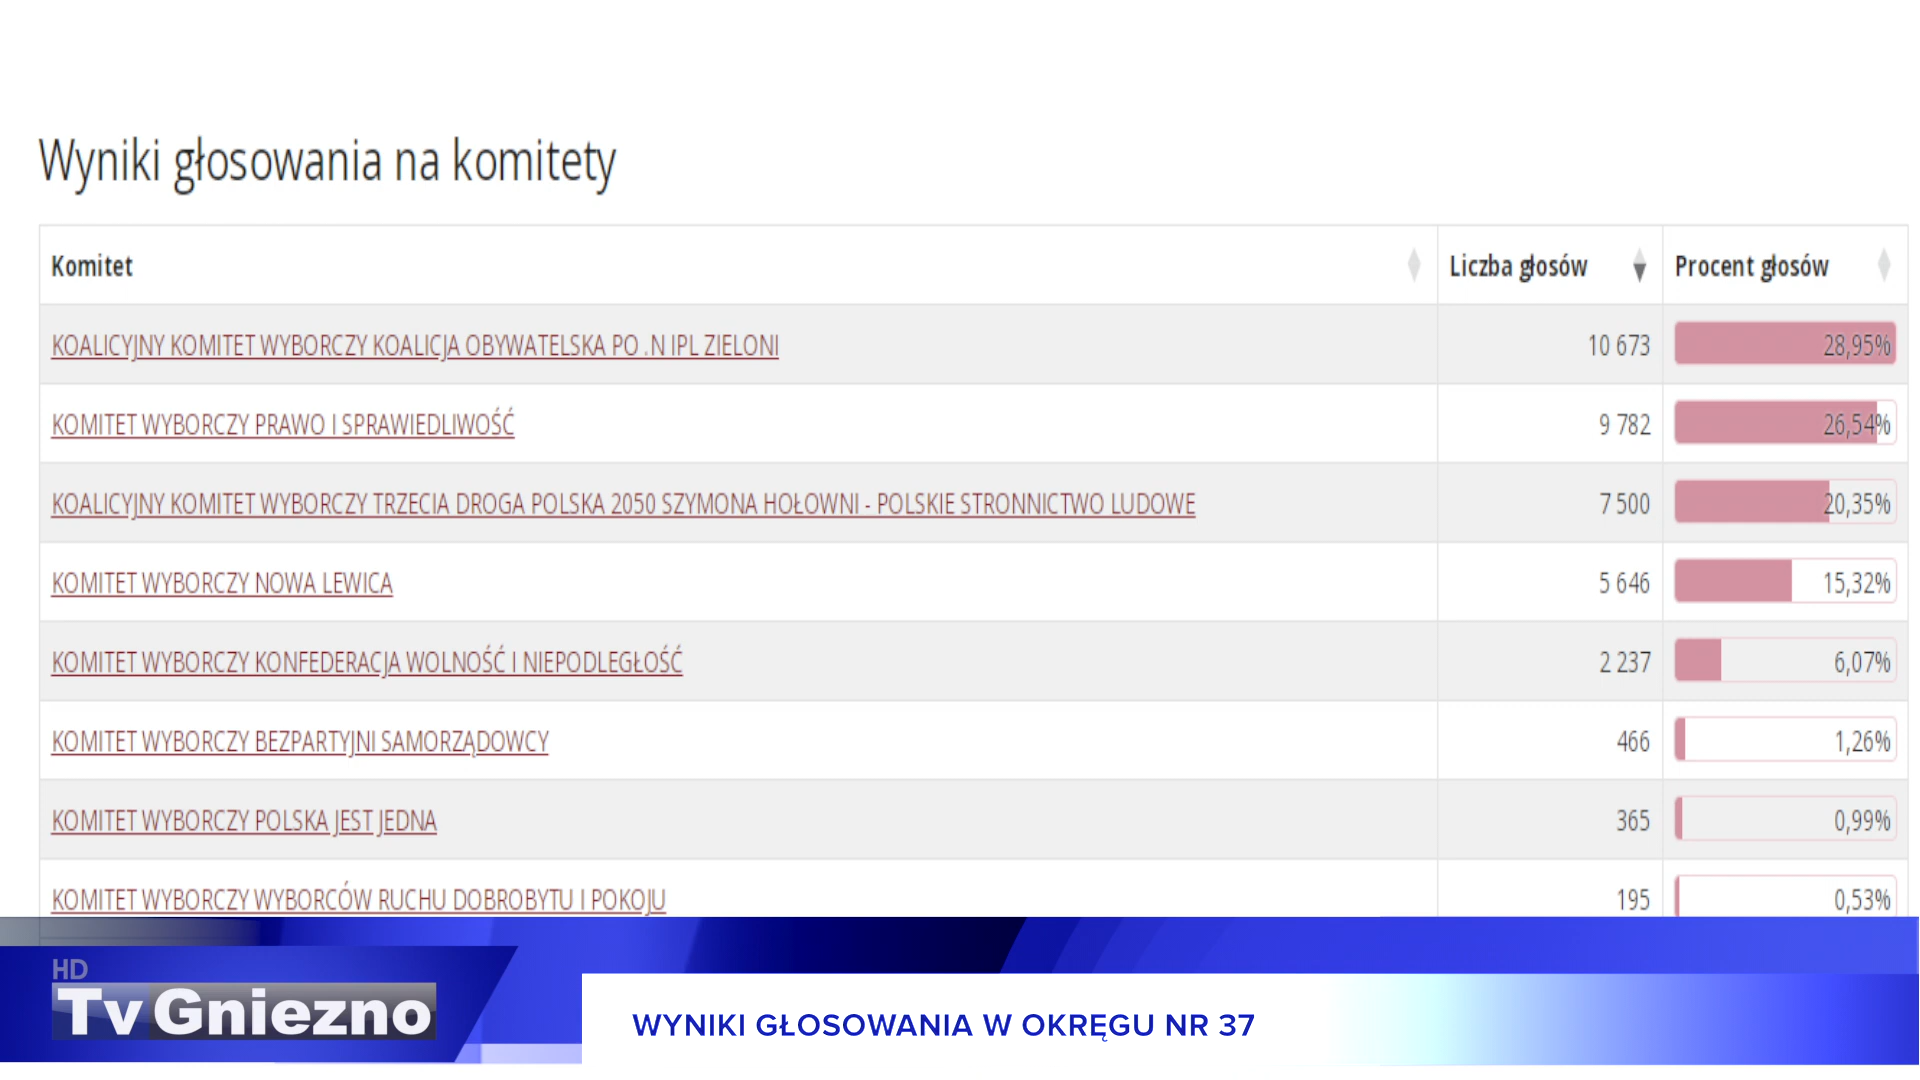 Wyniki głosowania na komitety
Komitet Liczba głosów Procent głosów
KOALICYJNY KOMITET WYBORCZY KOALICJA OBYWATELSKA PO .N IPL ZIELONI 10 673 28,95%
KOMITET WYBORCZY PRAWO I SPRAWIEDLIWOŚĆ 9 782 26,54%
KOALICYJNY KOMITET WYBORCZY TRZECIA DROGA POLSKA 2050 SZYMONA HOŁOWNI - POLSKIE STRONNICTWO LUDOWE 7 500 20,35%
KOMITET WYBORCZY NOWA LEWICA 5 646 15,32%
KOMITET WYBORCZY KONFEDERACJA WOLNOŚĆ I NIEPODLEGŁOŚĆ 2 237 6,07%
KOMITET WYBORCZY BEZPARTYJNI SAMORZĄDOWCY 466 1,26%
KOMITET WYBORCZY POLSKA JEST JEDNA 365 0,99%
KOMITET WYBORCZY WYBORCÓW RUCHU DOBROBYTU I POKOJU 195 0,53%
HD
Tv Gniezno
WYNIKI GŁOSOWANIA W OKRĘGU NR 37